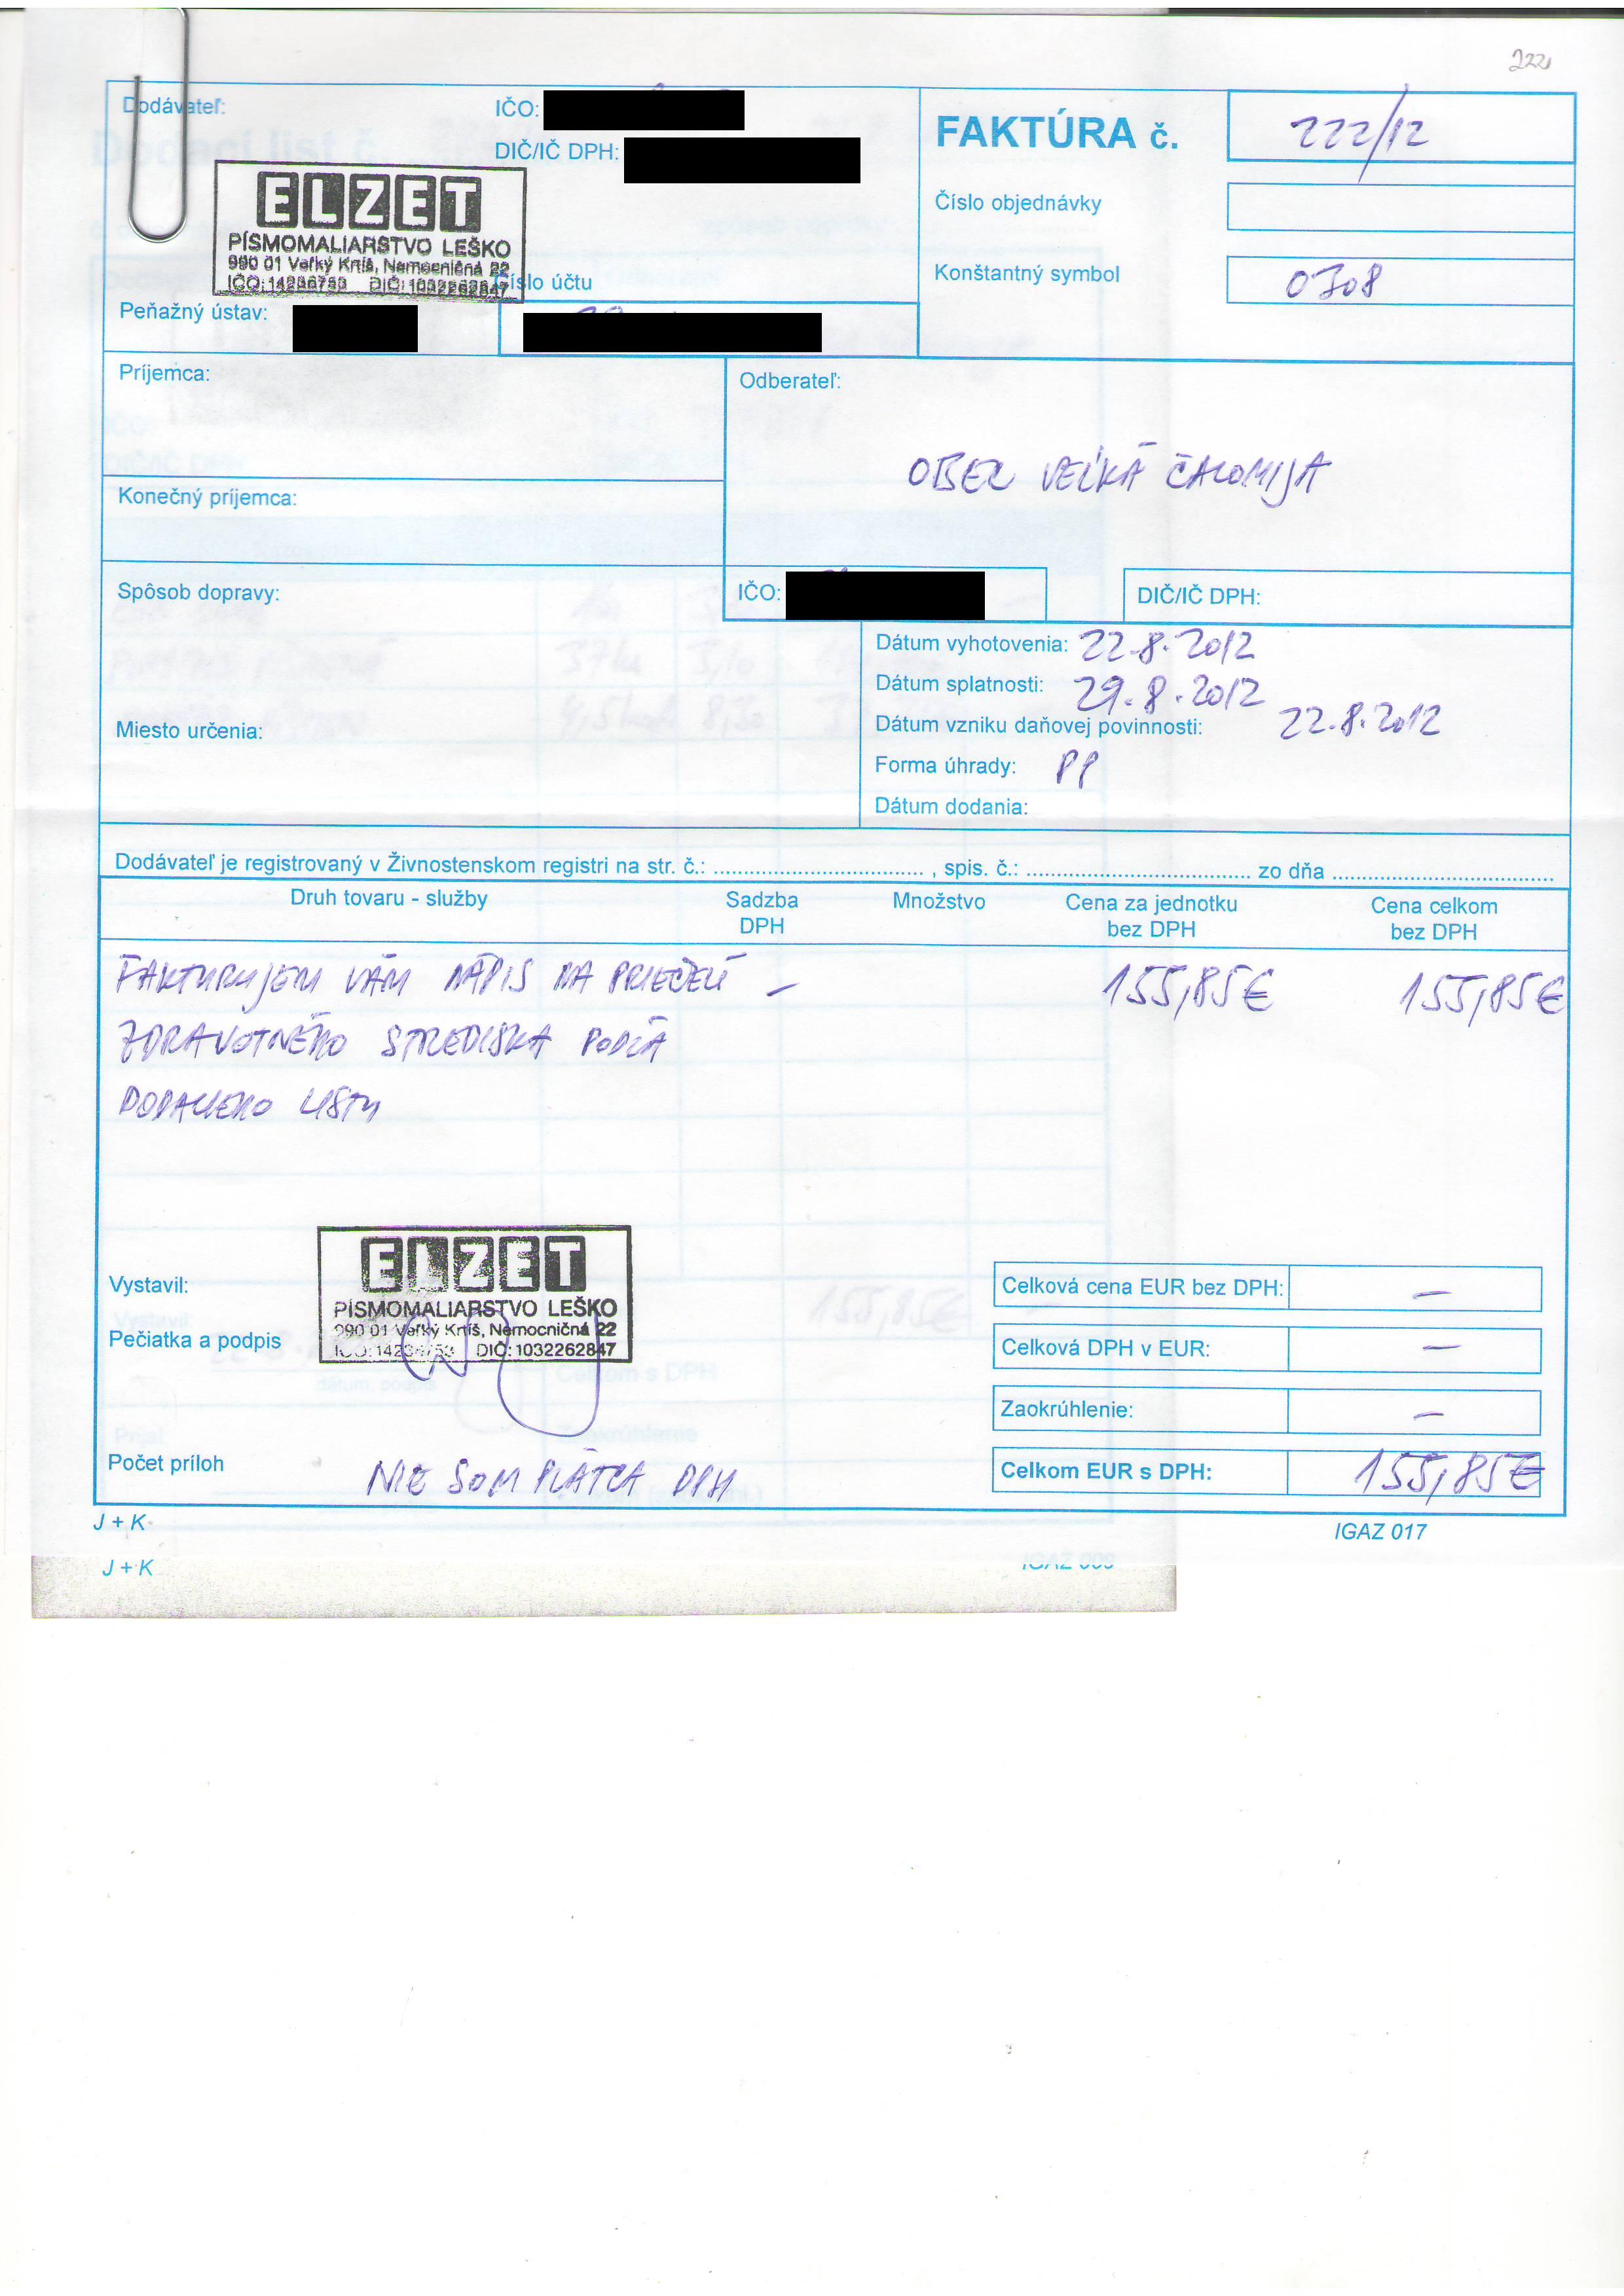 222
Dodávateľ:
IČO:
DIČ/IČ DPH:
ELZET
PÍSMOMALIARSTVO LEŠKO
990 01 Veľký Krtíš, Nemocničná 22
DIČ: 1032262847
Číslo účtu
Peňažný ústav:
FAKTÚRA č. 222/12
Číslo objednávky
Konštantný symbol 0308
Príjemca:
Konečný príjemca:
Odberateľ:
OBEC VEĽKÁ ČALOMIJA
IČO:
DIČ/IČ DPH:
Spôsob dopravy:
Miesto určenia:
Dátum vyhotovenia: 22.8.2012
Dátum splatnosti: 29.8.2012
Dátum vzniku daňovej povinnosti: 22.8.2012
Forma úhrady: PP
Dátum dodania:
Dodávateľ je registrovaný v Živnostenskom registri na str. č.: , spis. č.: zo dňa
Druh tovaru - služby Sadzba DPH Množstvo Cena za jednotku bez DPH Cena celkom bez DPH
FAKTURUJEM VÁM NÁPIS NA PRIEČELÍ – 155,85€ 155,85€
ZDRAVOTNÉHO STREDISKA PODĽA
DODACIEHO LISTU
Vystavil:
Pečiatka a podpis
ELZET
PÍSMOMALIARSTVO LEŠKO
990 01 Veľký Krtíš, Nemocničná 22
DIČ: 1032262847
Počet príloh
NIE SOM PLÁTCA DPH
Celková cena EUR bez DPH: –
Celková DPH v EUR: –
Zaokrúhlenie: –
Celkom EUR s DPH: 155,85€
J + K
IGAZ 017
J + K
IGAZ 009